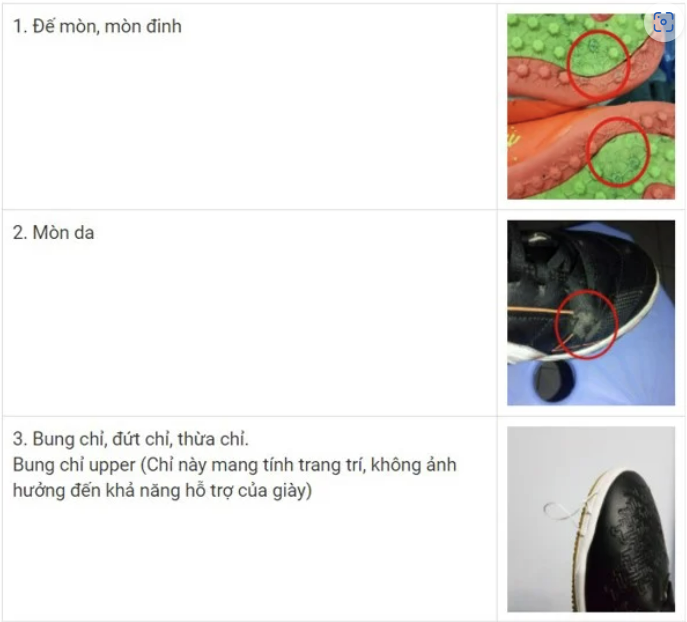 1. Đế mòn, mòn đinh
2. Mòn da
3. Bung chỉ, đứt chỉ, thừa chỉ.
Bung chỉ upper (Chỉ này mang tính trang trí, không ảnh
hưởng đến khả năng hỗ trợ của giày)